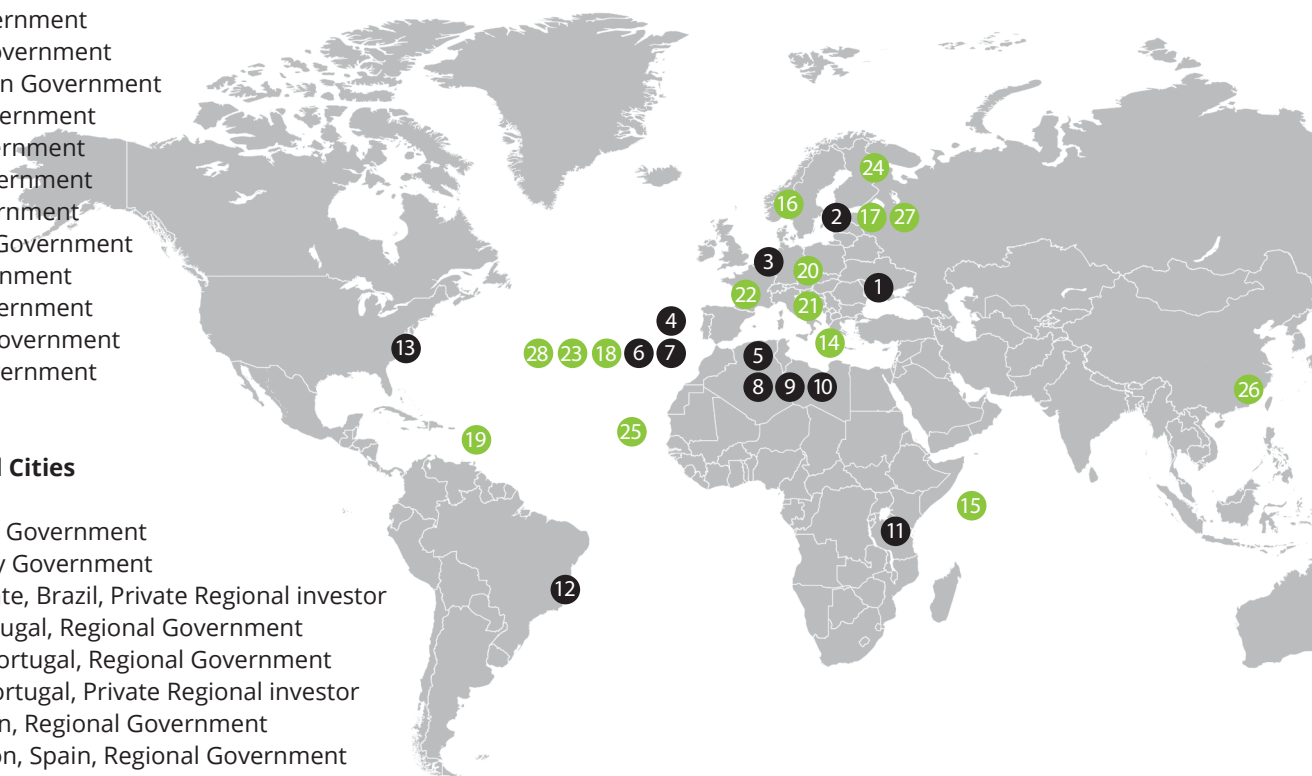 ernment
overnment
n Government
ernment
ernment
ernment
rnment
Government
nment
ernment
overnment
ernment
l Cities
Government
y Government
te, Brazil, Private Regional investor
ugal, Regional Government
ortugal, Regional Government
ortugal, Private Regional investor
n, Regional Government
on, Spain, Regional Government
24
16
2 17 27
3
20
1
22
21
4
14
13
28 23 18 6 7
5
8 9 10
26
25
19
15
11
12